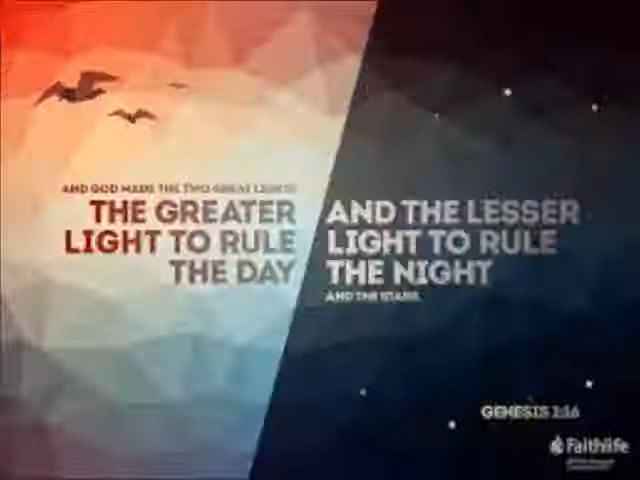 AND GOD MADE THE TWO GREAT LIGHTS
THE GREATER
LIGHT TO RULE
THE DAY
AND THE LESSER
LIGHT TO RULE
THE NIGHT
AND THE STARS.
GENESIS 1:16
Faithlife